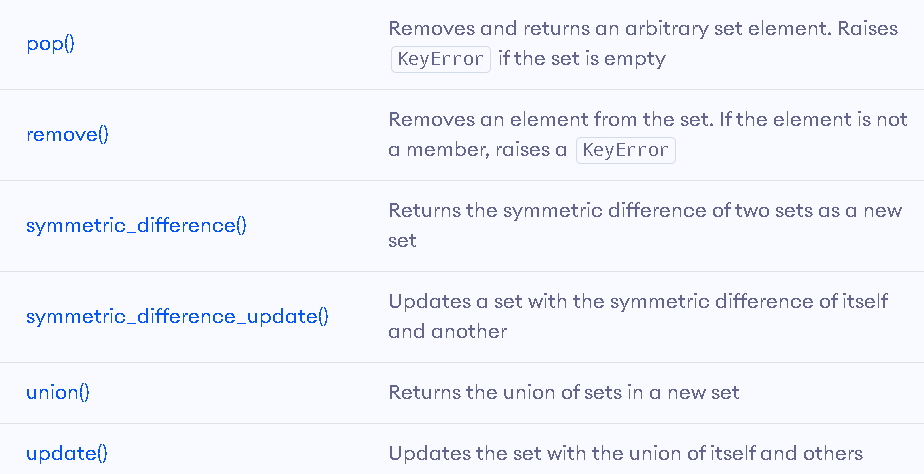 pop()
Removes and returns an arbitrary set element. Raises
KeyError if the set is empty
remove()
Removes an element from the set. If the element is not
a member, raises a KeyError
symmetric_difference()
Returns the symmetric difference of two sets as a new
set
symmetric_difference_update()
Updates a set with the symmetric difference of itself
and another
union()
Returns the union of sets in a new set
update()
Updates the set with the union of itself and others